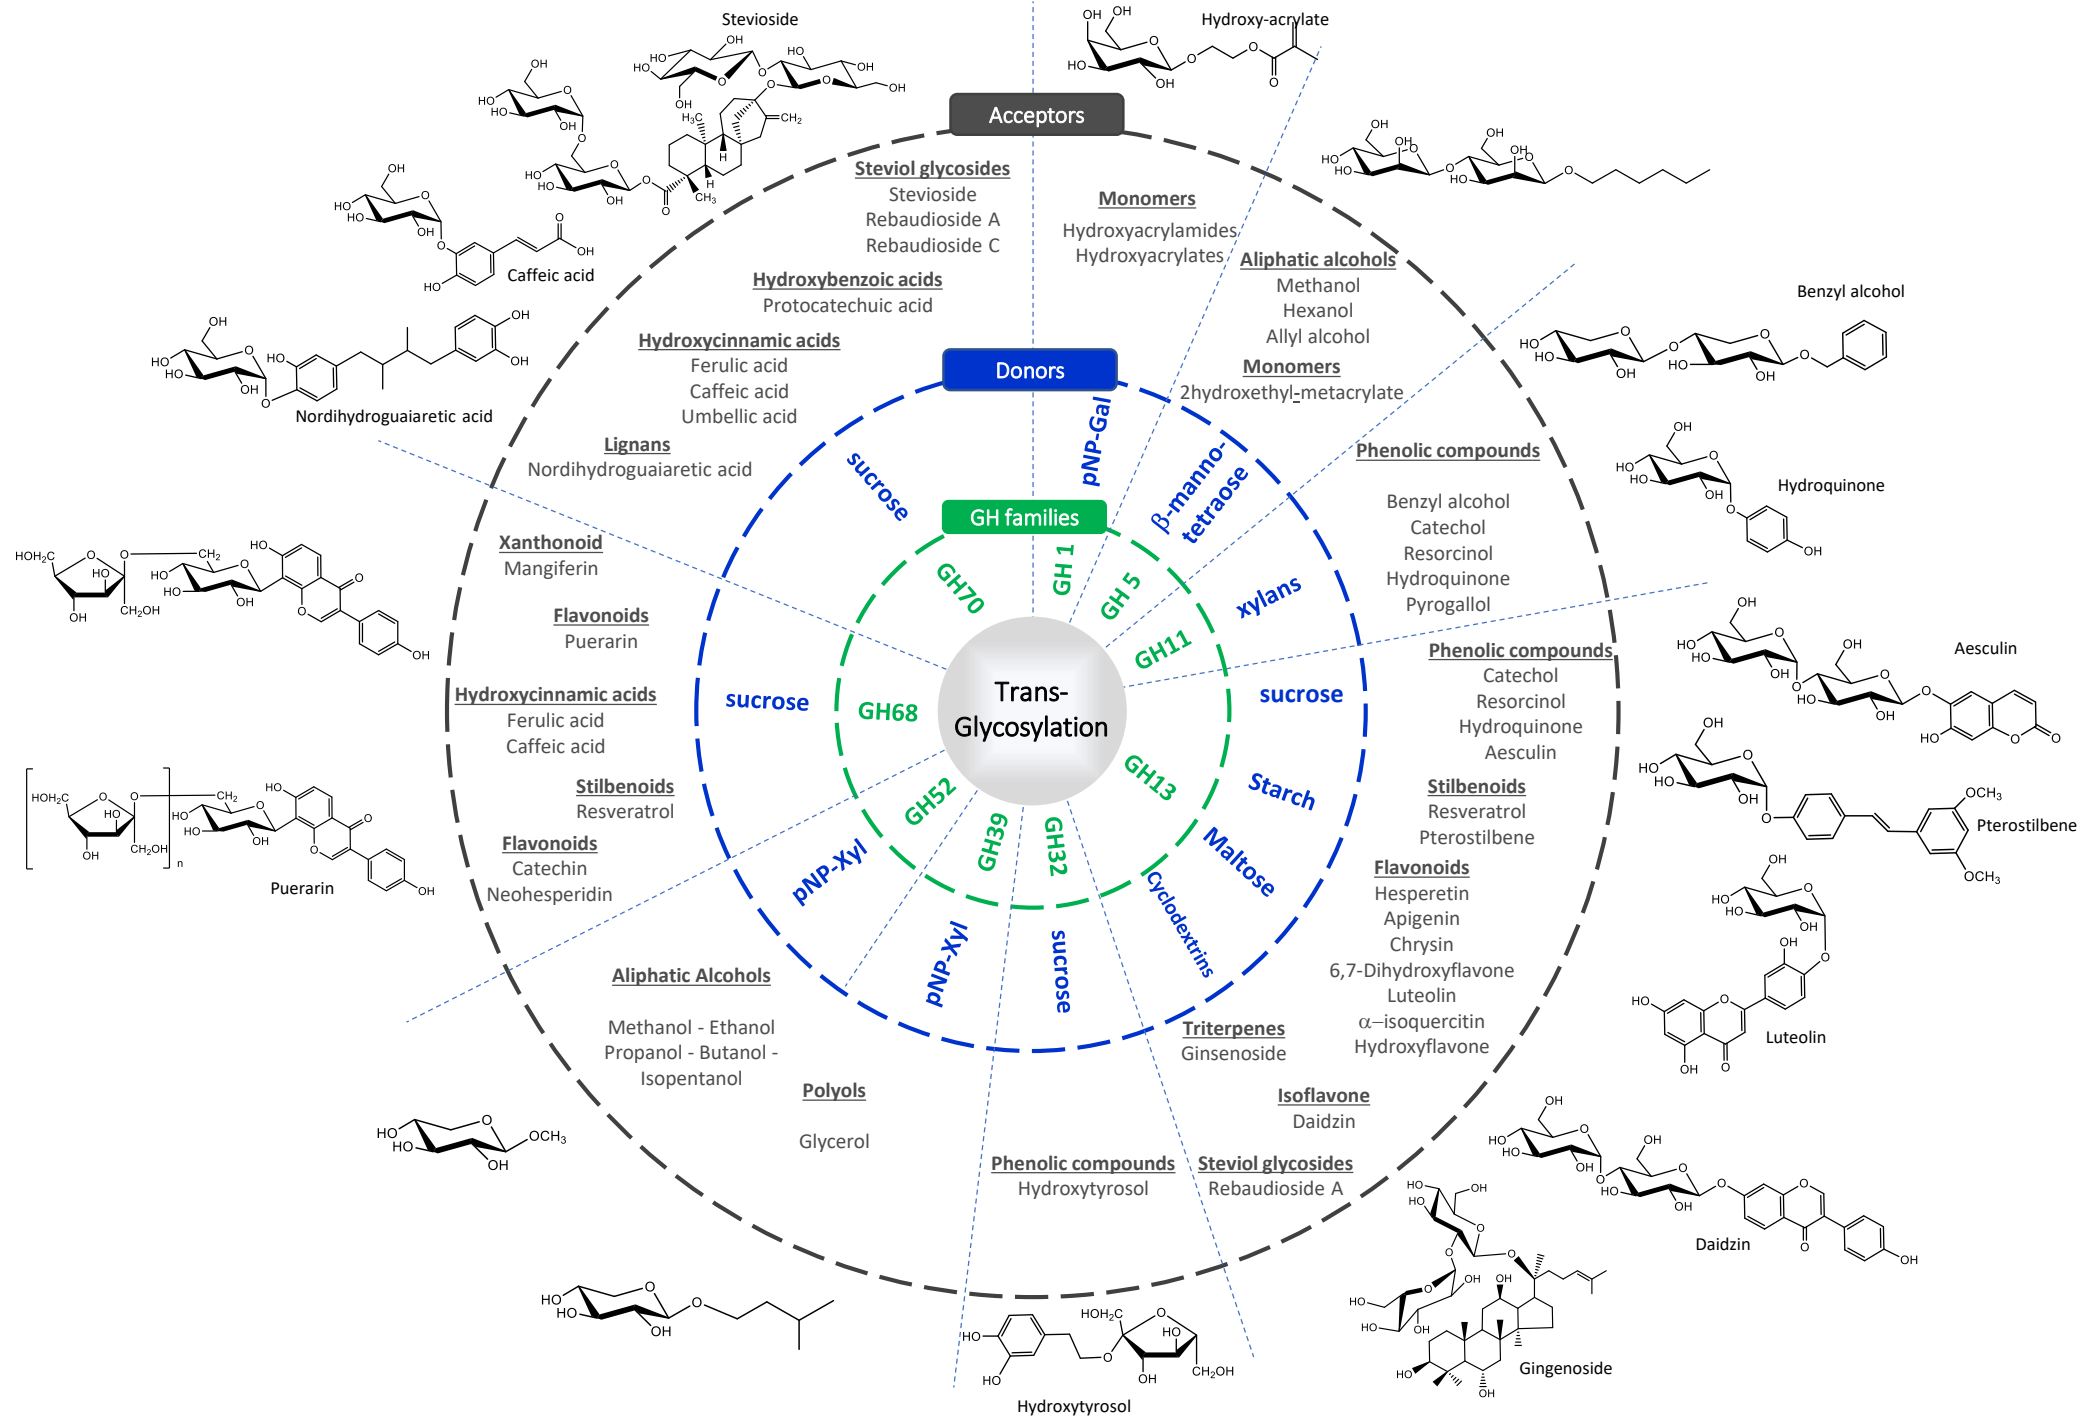 Stevioside
Hydroxy-acrylate
Acceptors
Steviol glycosides
Stevioside
Rebaudioside A
Rebaudioside C
Monomers
Hydroxyacrylamides
Hydroxyacrylates
Aliphatic alcohols
Methanol
Hexanol
Allyl alcohol
Monomers
2hydroxethyl-metacrylate
Hydroxybenzoic acids
Protocatechuic acid
Hydroxycinnamic acids
Ferulic acid
Caffeic acid
Umbellic acid
Lignans
Nordihydroguaiaretic acid
Caffeic acid
Nordihydroguaiaretic acid
Benzyl alcohol
Hydroquinone
Phenolic compounds
Benzyl alcohol
Catechol
Resorcinol
Hydroquinone
Pyrogallol
Donors
sucrose
pNP-Gal
β-manno-
tetraose
xylans
sucrose
Starch
Maltose
Cyclodextrins
sucrose
pNP-Xyl
pNP-Xyl
sucrose
GH families
GH70
GH 1
GH 5
GH11
GH13
GH32
GH39
GH52
GH68
Trans-
Glycosylation
Xanthonoid
Mangiferin
Flavonoids
Puerarin
Hydroxycinnamic acids
Ferulic acid
Caffeic acid
Stilbenoids
Resveratrol
Flavonoids
Catechin
Neohesperidin
Puerarin
Phenolic compounds
Catechol
Resorcinol
Hydroquinone
Aesculin
Stilbenoids
Resveratrol
Pterostilbene
Flavonoids
Hesperetin
Apigenin
Chrysin
6,7-Dihydroxyflavone
Luteolin
α–isoquercitin
Hydroxyflavone
Triterpenes
Ginsenoside
Isoflavone
Daidzin
Steviol glycosides
Rebaudioside A
Aesculin
Pterostilbene
Luteolin
Daidzin
Gingenoside
Aliphatic Alcohols
Methanol - Ethanol
Propanol - Butanol -
Isopentanol
Polyols
Glycerol
Phenolic compounds
Hydroxytyrosol
Hydroxytyrosol